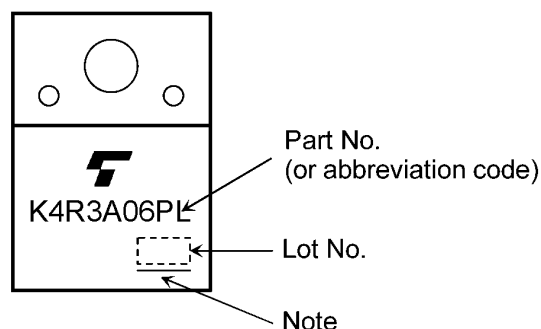 Part No.
(or abbreviation code)
K4R3A06PL
Lot No.
Note